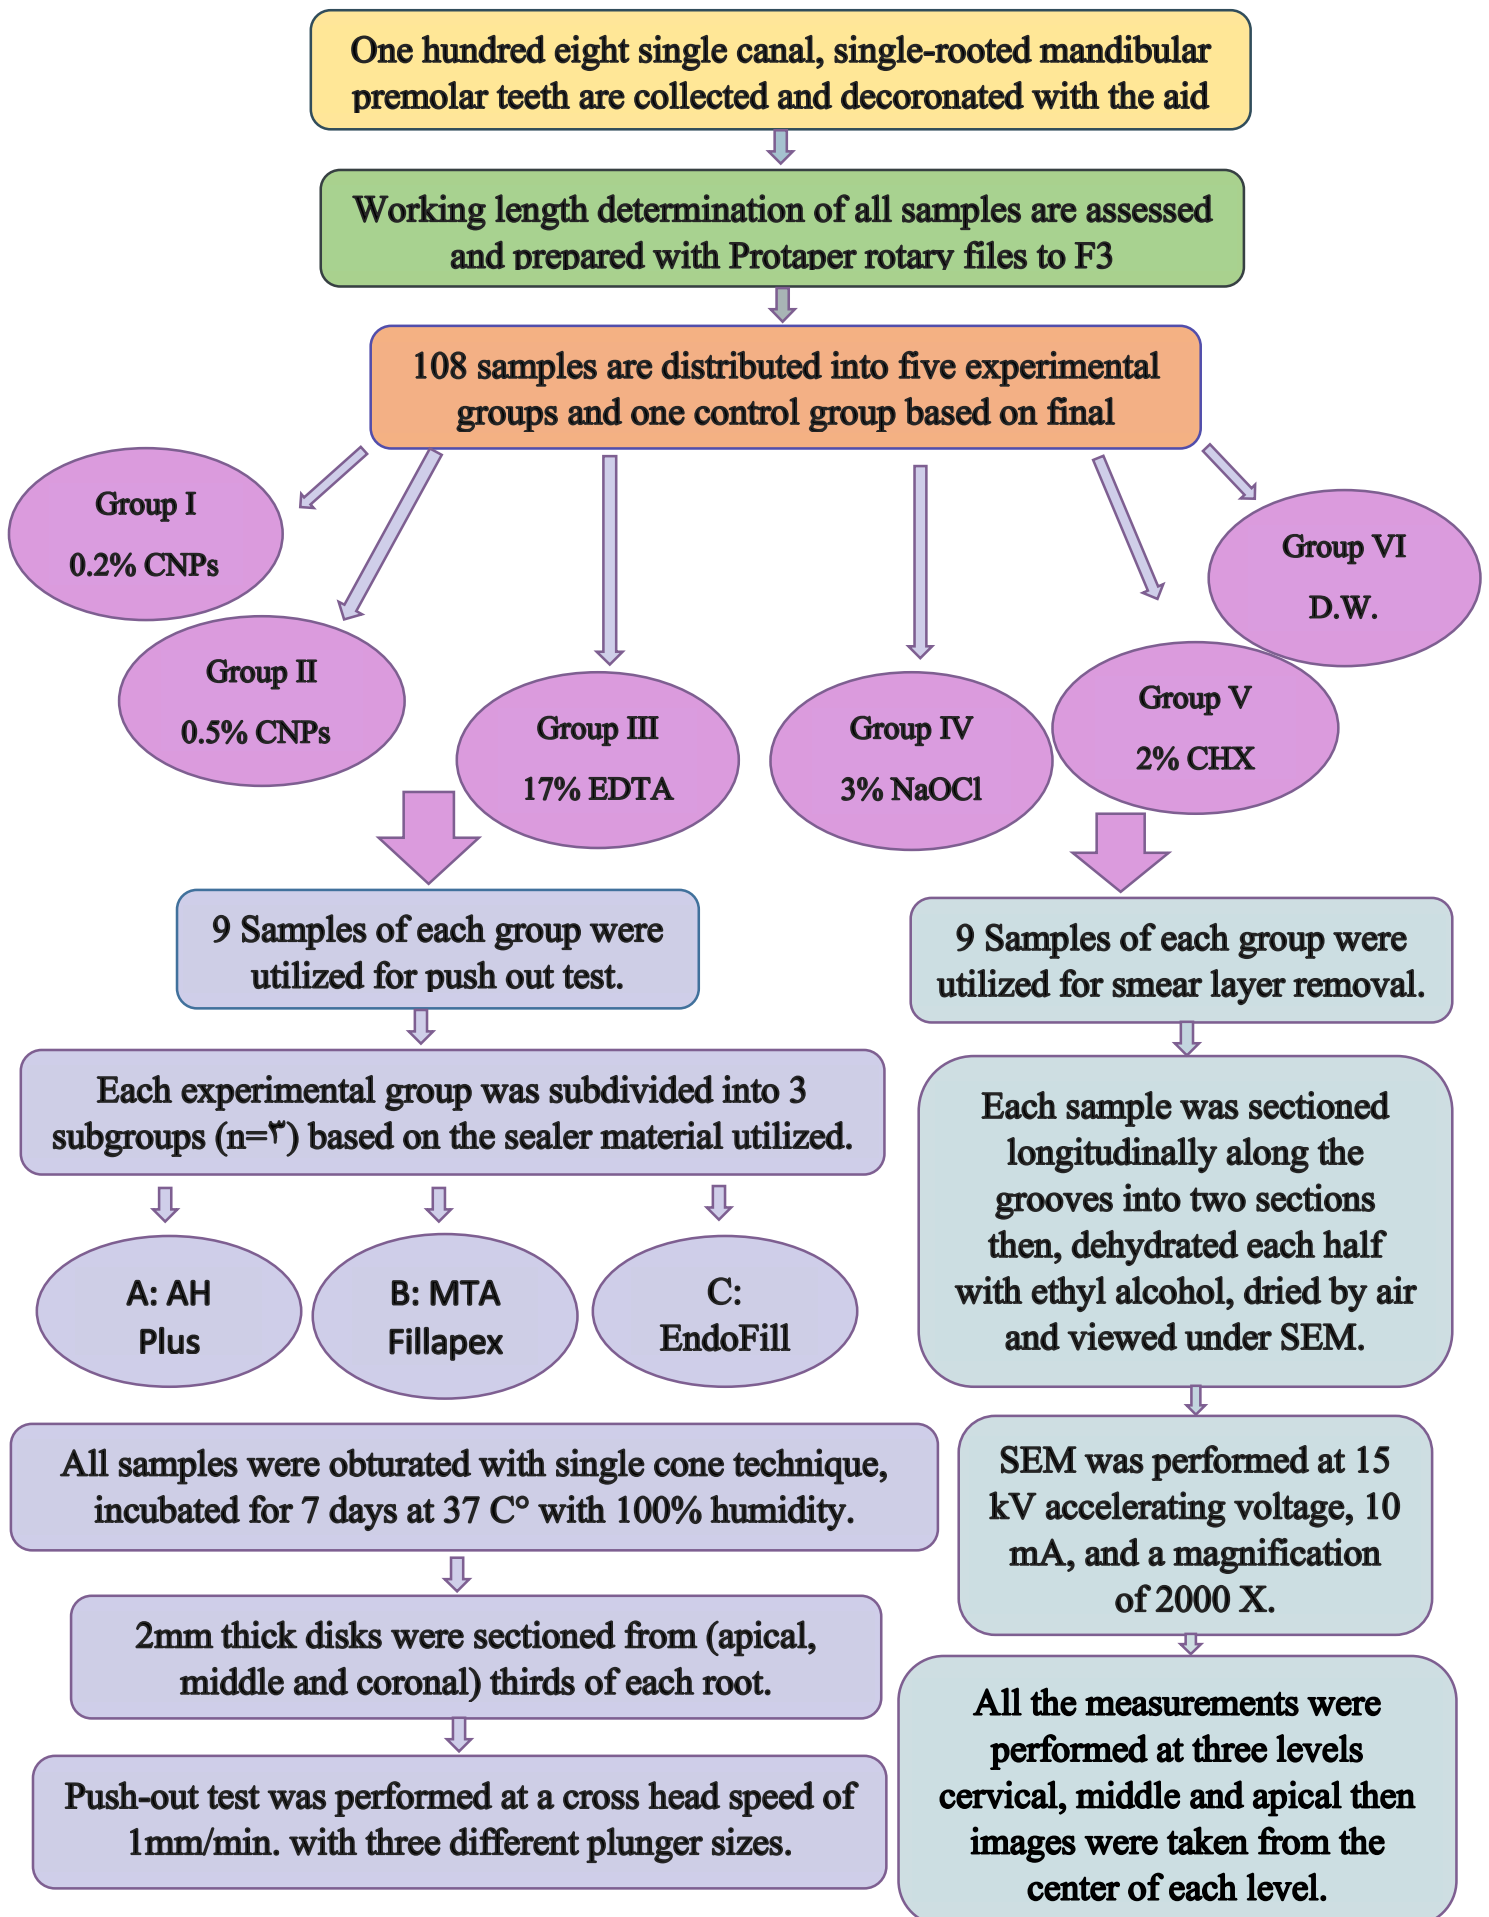 One hundred eight single canal, single-rooted mandibular
premolar teeth are collected and decoronated with the aid
Working length determination of all samples are assessed
and prepared with Protaper rotary files to F3
108 samples are distributed into five experimental
groups and one control group based on final
Group I
0.2% CNPs
Group II
0.5% CNPs
Group III
17% EDTA
Group IV
3% NaOCl
Group V
2% CHX
Group VI
D.W.
9 Samples of each group were
utilized for push out test.
Each experimental group was subdivided into 3
subgroups (n=٣) based on the sealer material utilized.
A: AH
Plus
B: MTA
Fillapex
C:
EndoFill
All samples were obturated with single cone technique,
incubated for 7 days at 37 C° with 100% humidity.
2mm thick disks were sectioned from (apical,
middle and coronal) thirds of each root.
Push-out test was performed at a cross head speed of
1mm/min. with three different plunger sizes.
9 Samples of each group were
utilized for smear layer removal.
Each sample was sectioned
longitudinally along the
grooves into two sections
then, dehydrated each half
with ethyl alcohol, dried by air
and viewed under SEM.
SEM was performed at 15
kV accelerating voltage, 10
mA, and a magnification
of 2000 X.
All the measurements were
performed at three levels
cervical, middle and apical then
images were taken from the
center of each level.